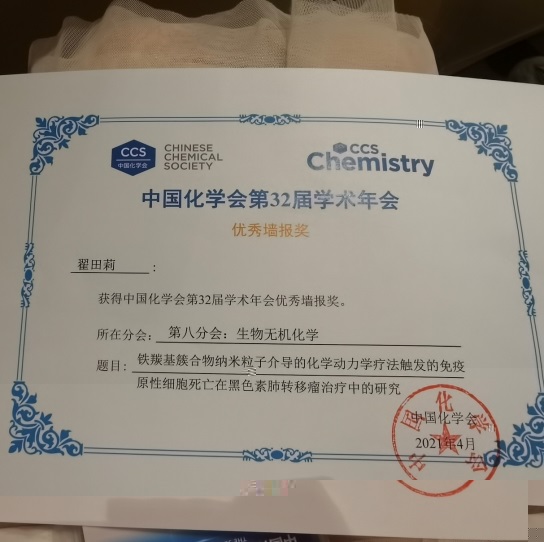 CCS
中国化学会
CHINESE
CHEMICAL
SOCIETY
CCS
Chemistry
中国化学会第32届学术年会
优秀墙报奖
翟田莉：
获得中国化学会第32届学术年会优秀墙报奖。
所在分会：第八分会：生物无机化学
题目：铁羰基簇合物纳米粒子介导的化学动力学疗法触发的免疫
原性细胞死亡在黑色素肺转移瘤治疗中的研究
中国化学会
2021年4月
中国化学会